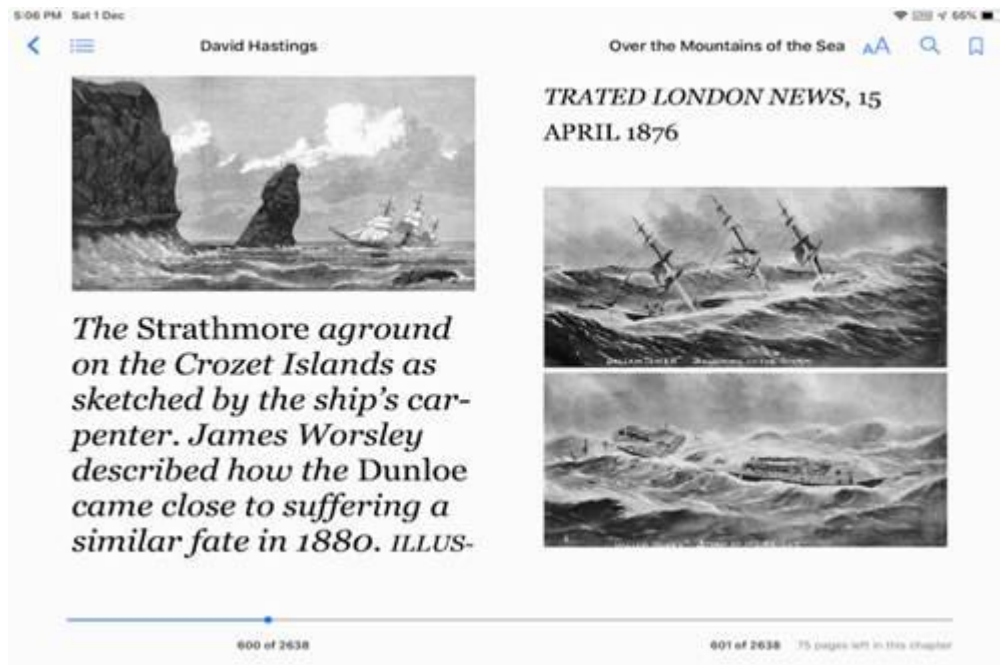 5:06 PM Sat 1 Dec
66%
David Hastings
Over the Mountains of the Sea
AA
The Strathmore aground
on the Crozet Islands as
sketched by the ship's car-
penter. James Worsley
described how the Dunloe
came close to suffering a
similar fate in 1880. ILLUS-
TRATED LONDON NEWS, 15
APRIL 1876
600 of 2638
601 of 2638
75 pages left in this chapter